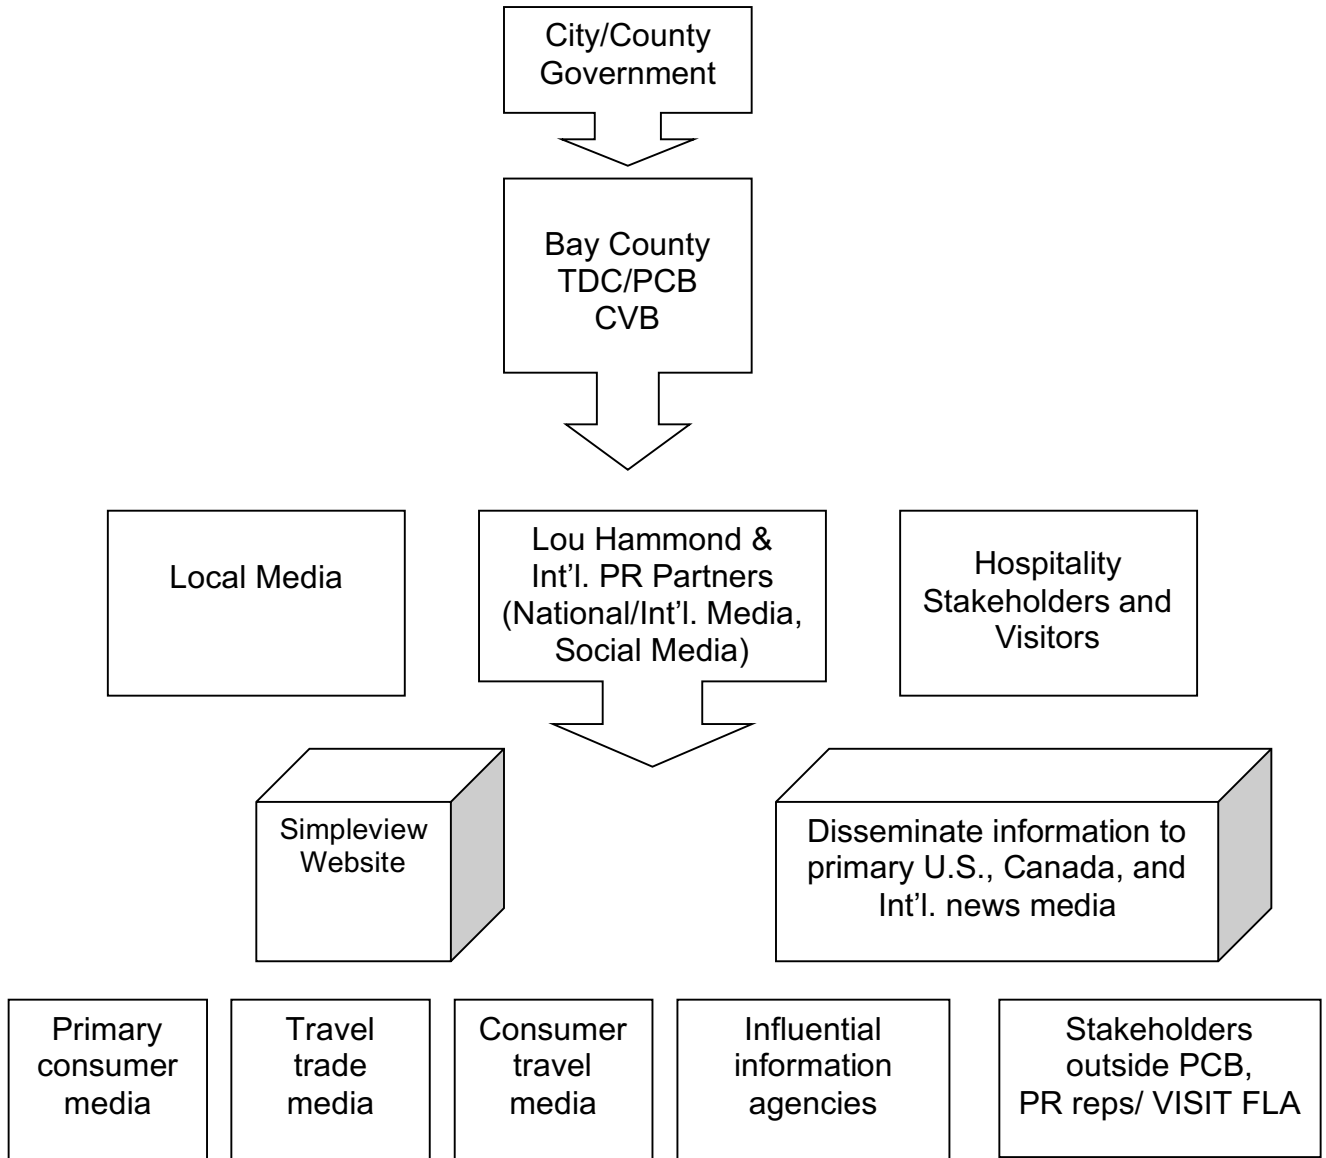 City/County
Government
Bay County
TDC/PCB
CVB
Local Media
Lou Hammond &
Int’l. PR Partners
(National/Int’l. Media,
Social Media)
Hospitality
Stakeholders and
Visitors
Simpleview
Website
Disseminate information to
primary U.S., Canada, and
Int’l. news media
Primary
consumer
media
Travel
trade
media
Consumer
travel
media
Influential
information
agencies
Stakeholders
outside PCB,
PR reps/ VISIT FLA